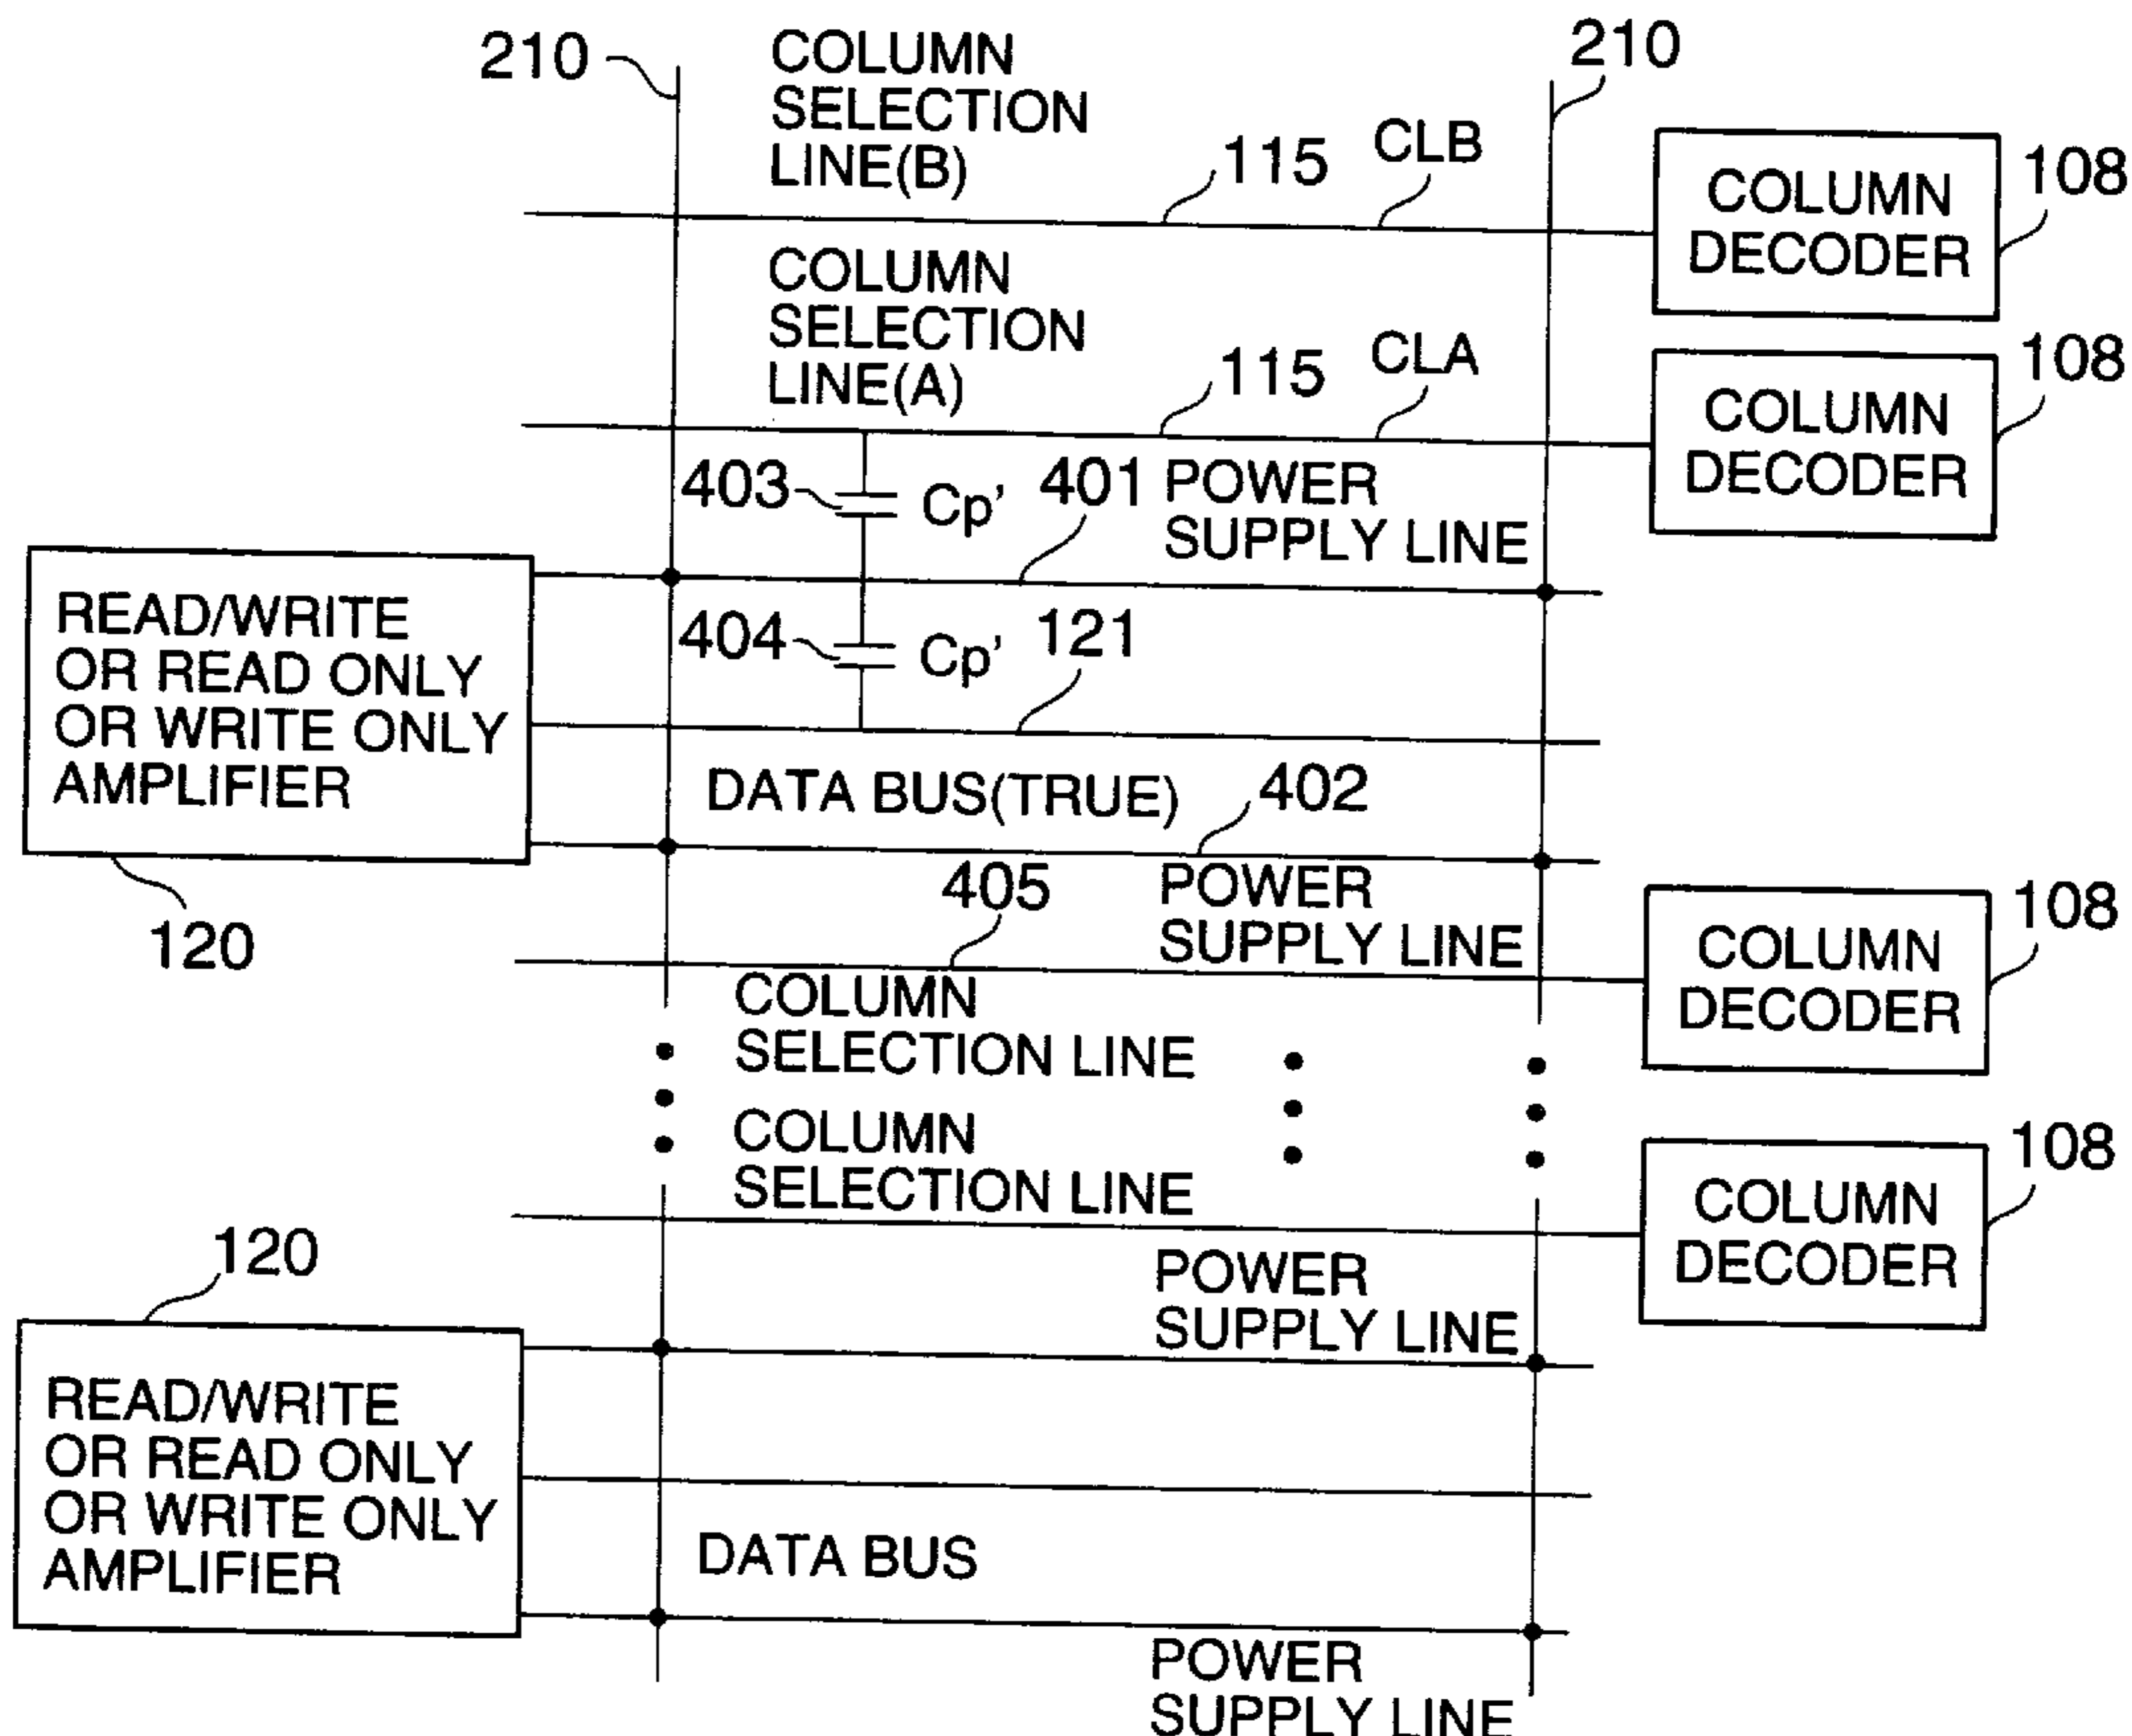 210
COLUMN
SELECTION
LINE(B)
210
115
CLB
COLUMN
DECODER
108
COLUMN
SELECTION
LINE(A)
115
CLA
COLUMN
DECODER
108
403
Cp'
401
POWER
SUPPLY LINE
READ/WRITE
OR READ ONLY
OR WRITE ONLY
AMPLIFIER
404
Cp'
121
DATA BUS(TRUE)
402
120
405
POWER
SUPPLY LINE
COLUMN
DECODER
108
COLUMN
SELECTION LINE
COLUMN
SELECTION LINE
COLUMN
DECODER
108
120
POWER
SUPPLY LINE
READ/WRITE
OR READ ONLY
OR WRITE ONLY
AMPLIFIER
DATA BUS
POWER
SUPPLY LINE